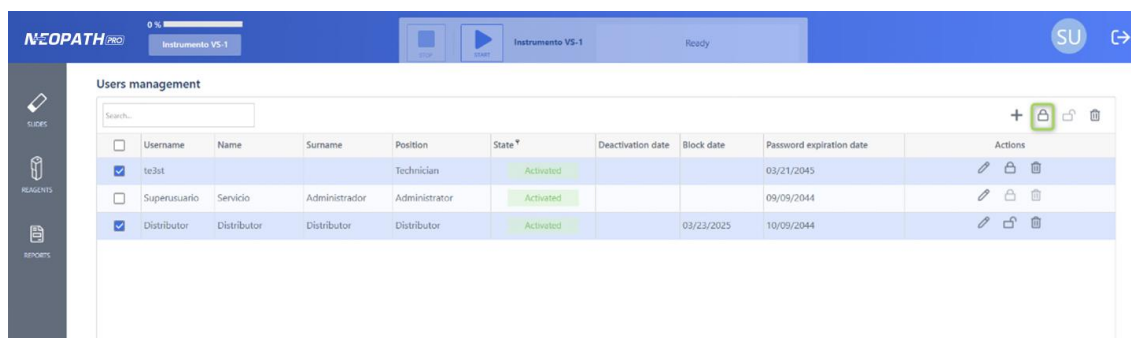 NEOPATH PRO
0 %
Instrumento VS-1
STOP
START
Instrumento VS-1
Ready
SU
SLIDES
REAGENTS
REPORTS
Users management
Search...
Username Name Surname Position State Deactivation date Block date Password expiration date Actions
te3st Technician Activated 03/21/2045
Superusuario Servicio Administrador Administrator Activated 09/09/2044
Distributor Distributor Distributor Distributor Activated 03/23/2025 10/09/2044